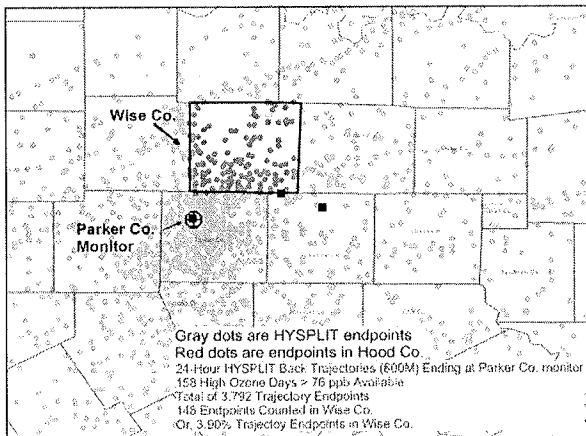 Wise Co.
Parker Co.
Monitor
Gray dots are HYSPLIT endpoints
Red dots are endpoints in Hood Co.
24-Hour HYSPLIT Back Trajectories (500M) Ending at Parker Co. monitor
158 High Ozone Days > 76 ppb Available
Total of 3,792 Trajectory Endpoints
148 Endpoints Counted in Wise Co.
Or, 3.90% Trajectoy Endpoints in Wise Co.